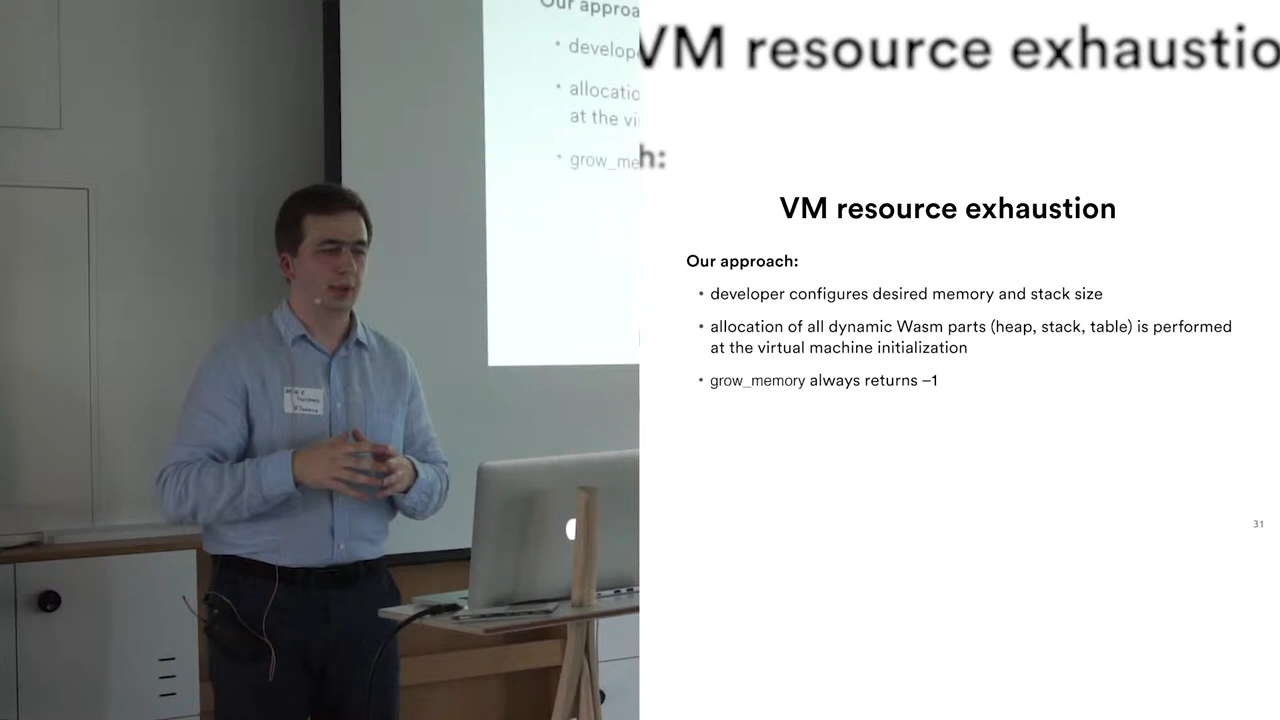 Our approa
develop
allocatio
at the vi
grow_me
VM resource exhaustio
h:
VM resource exhaustion
Our approach:
• developer configures desired memory and stack size
• allocation of all dynamic Wasm parts (heap, stack, table) is performed
at the virtual machine initialization
• grow_memory always returns –1
31